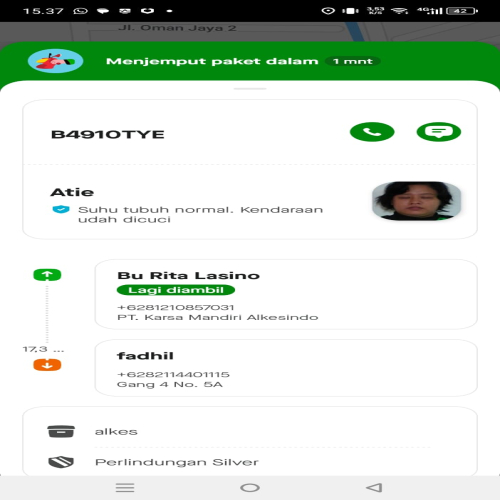 15.37
3,53
K/S
4G+
42
Jl. Oman Jaya 2
Menjemput paket dalam 1 mnt
B4910TYE
Atie
Suhu tubuh normal, Kendaraan
udah dicuci
Bu Rita Lasino
Lagi diambil
+6281210857031
PT. Karsa Mandiri Alkesindo
17,3 ...
fadhil
+6282114401115
Gang 4 No. 5A
alkes
Perlindungan Silver